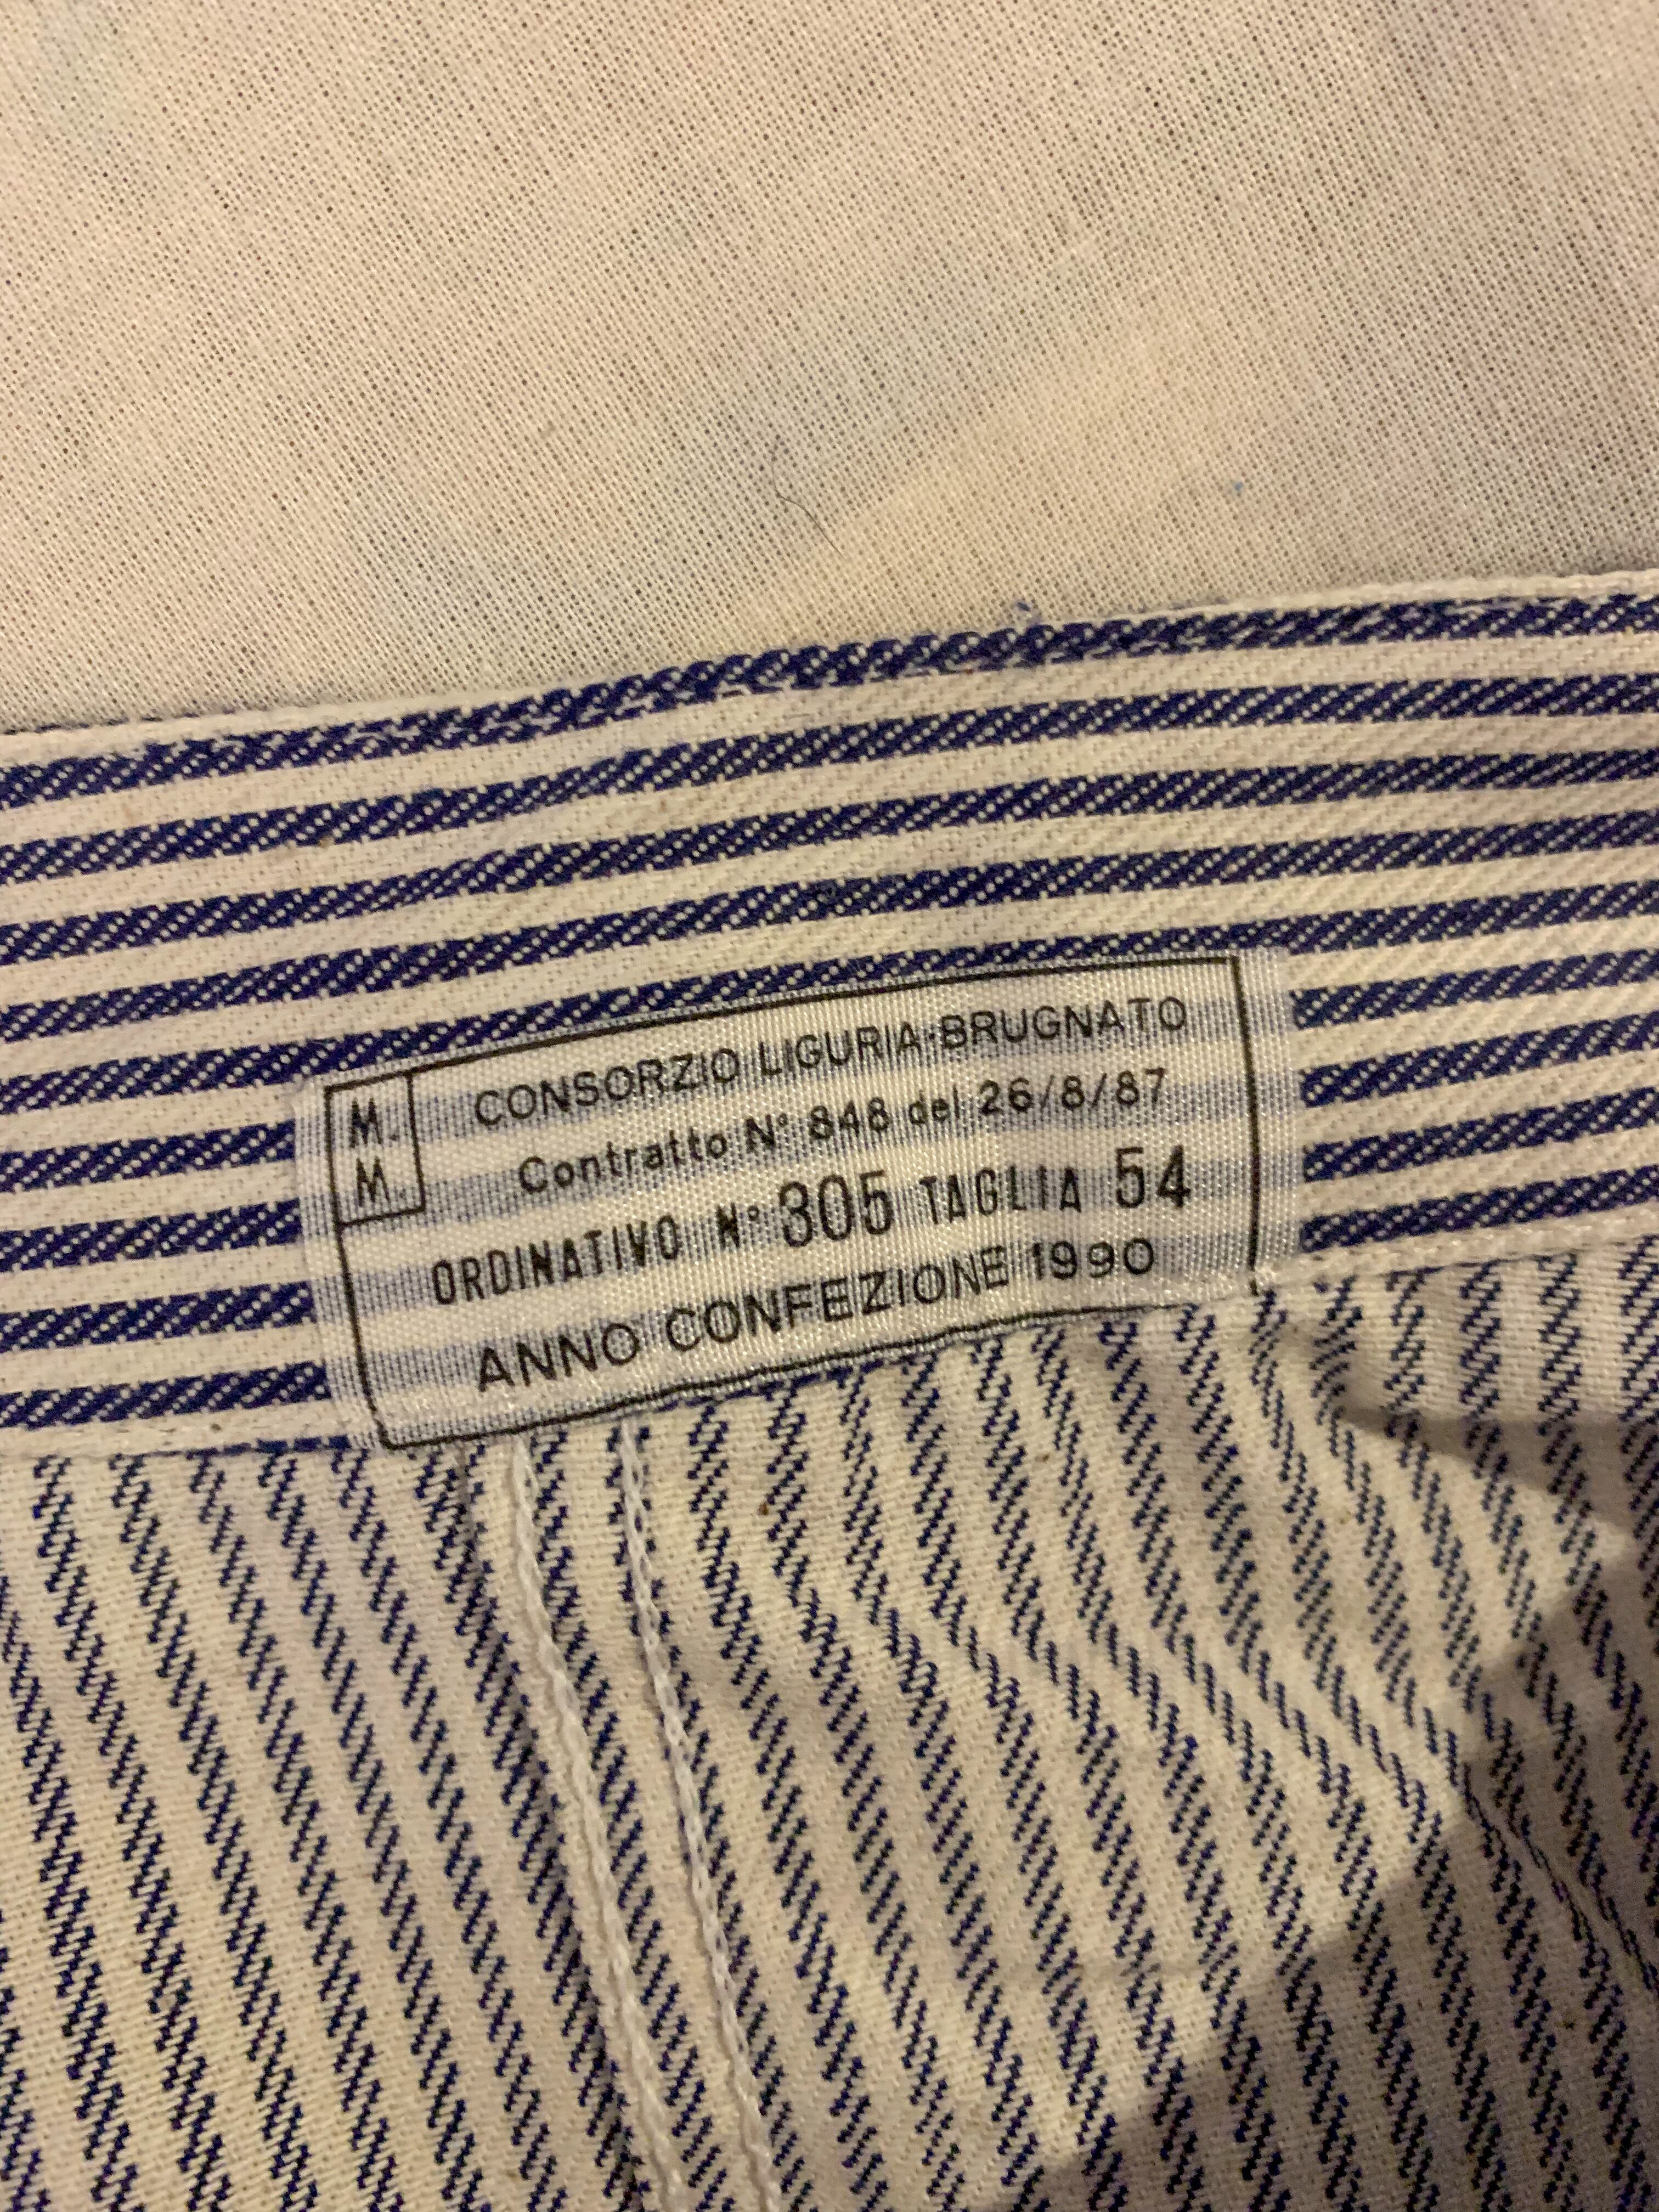 M.
M.
CONSORZIO LIGURIA-BRUGNATO
Contratto N° 848 del 26/8/87
ORDINATIVO N° 305 TAGLIA 54
ANNO CONFEZIONE 1990